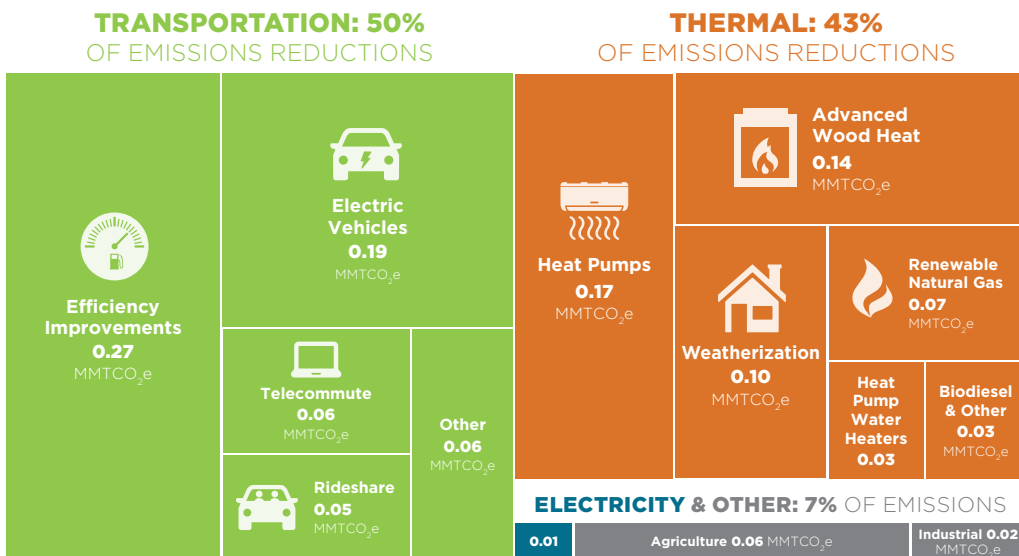 TRANSPORTATION: 50%
OF EMISSIONS REDUCTIONS
Efficiency
Improvements
0.27
MMTCO₂e
Electric
Vehicles
0.19
MMTCO₂e
Telecommute
0.06
MMTCO₂e
Rideshare
0.05
MMTCO₂e
Other
0.06
MMTCO₂e
THERMAL: 43%
OF EMISSIONS REDUCTIONS
Heat Pumps
0.17
MMTCO₂e
Advanced
Wood Heat
0.14
MMTCO₂e
Weatherization
0.10
MMTCO₂e
Renewable
Natural Gas
0.07
MMTCO₂e
Heat
Pump
Water
Heaters
0.03
Biodiesel
& Other
0.03
MMTCO₂e
ELECTRICITY & OTHER: 7% OF EMISSIONS
0.01
Agriculture 0.06 MMTCO₂e
Industrial 0.02
MMTCO₂e